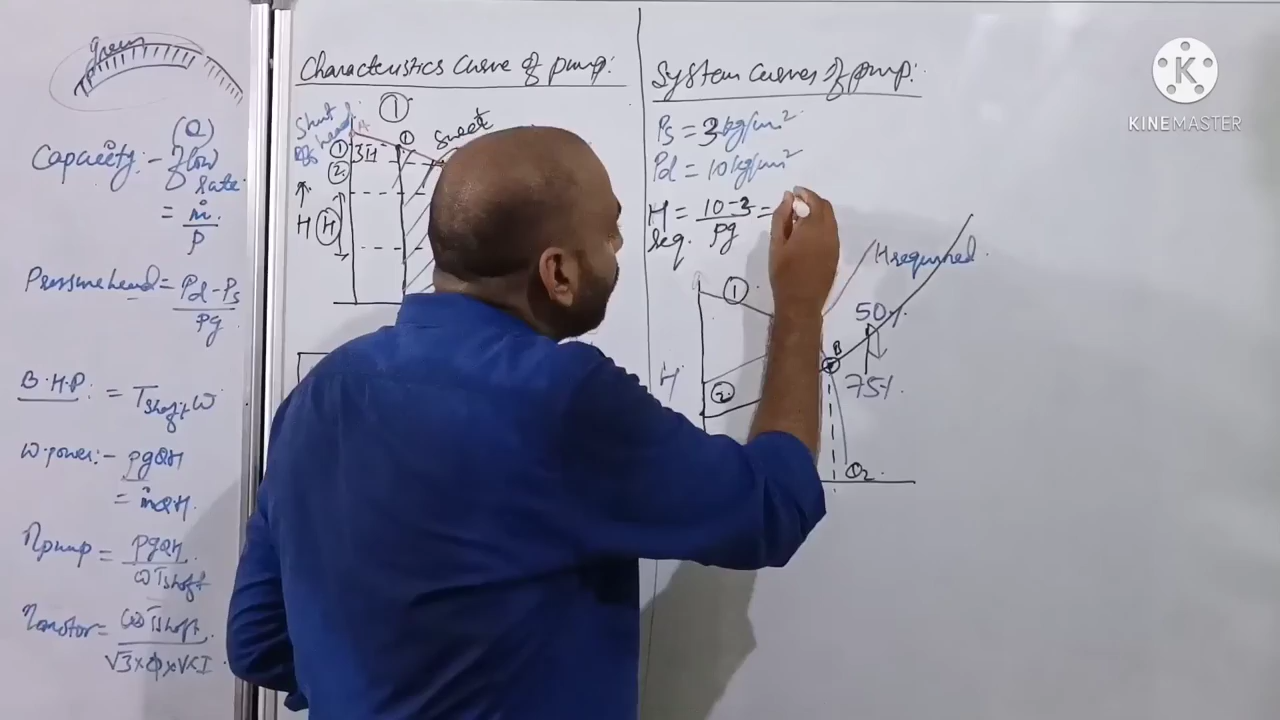 Capacity:- flow
(Q)
rate
= ṁ
ρ
Pressure head = Pd - Ps
ρg
B.H.P: = Tshaft ω
W.power:- ρgQH
= ṁQH
ηpump = ρgQH
ωTshaft
ηmotor = ωTshaft
√3×
Characteristics Curve of pump:
①
Shut
head:
A
① 3H
②
↑
H Ⓗ
Sweet
System Curves of pump:
Ps = 3 kg/cm²
Pd = 10 kg/cm²
H = 10-3 =
req. ρg
H required
①
50%
B
H
②
75%
KINEMASTER